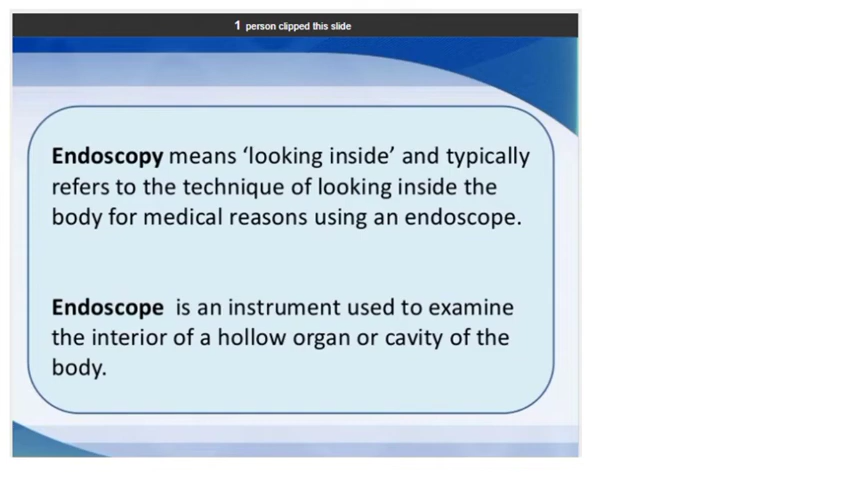 1 person clipped this slide
Endoscopy means ‘looking inside’ and typically
refers to the technique of looking inside the
body for medical reasons using an endoscope.
Endoscope is an instrument used to examine
the interior of a hollow organ or cavity of the
body.